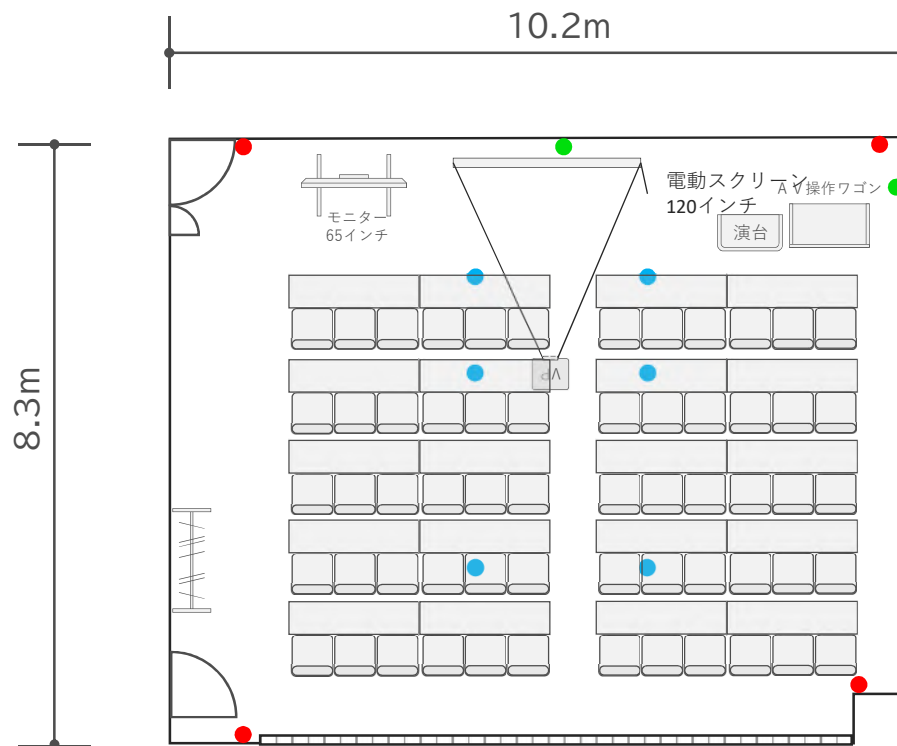 10.2m
8.3m
電動スクリーン
120インチ
AV操作ワゴン
モニター
65インチ
演台
VP